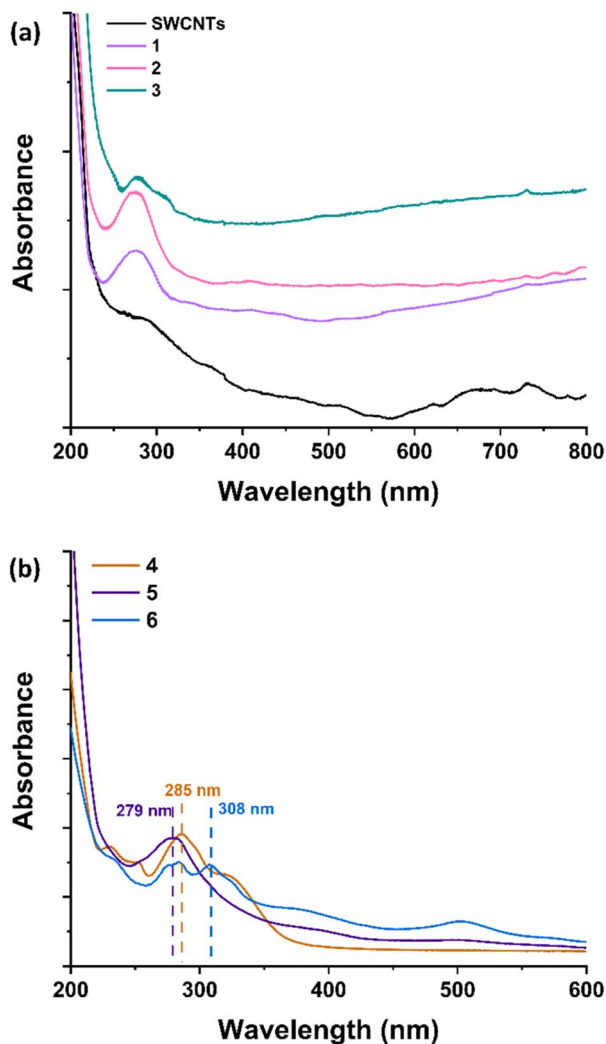 (a)
SWCNTs
1
2
3
Absorbance
200 300 400 500 600 700 800
Wavelength (nm)
(b)
4
5
6
285 nm
279 nm
308 nm
Absorbance
200 300 400 500 600
Wavelength (nm)